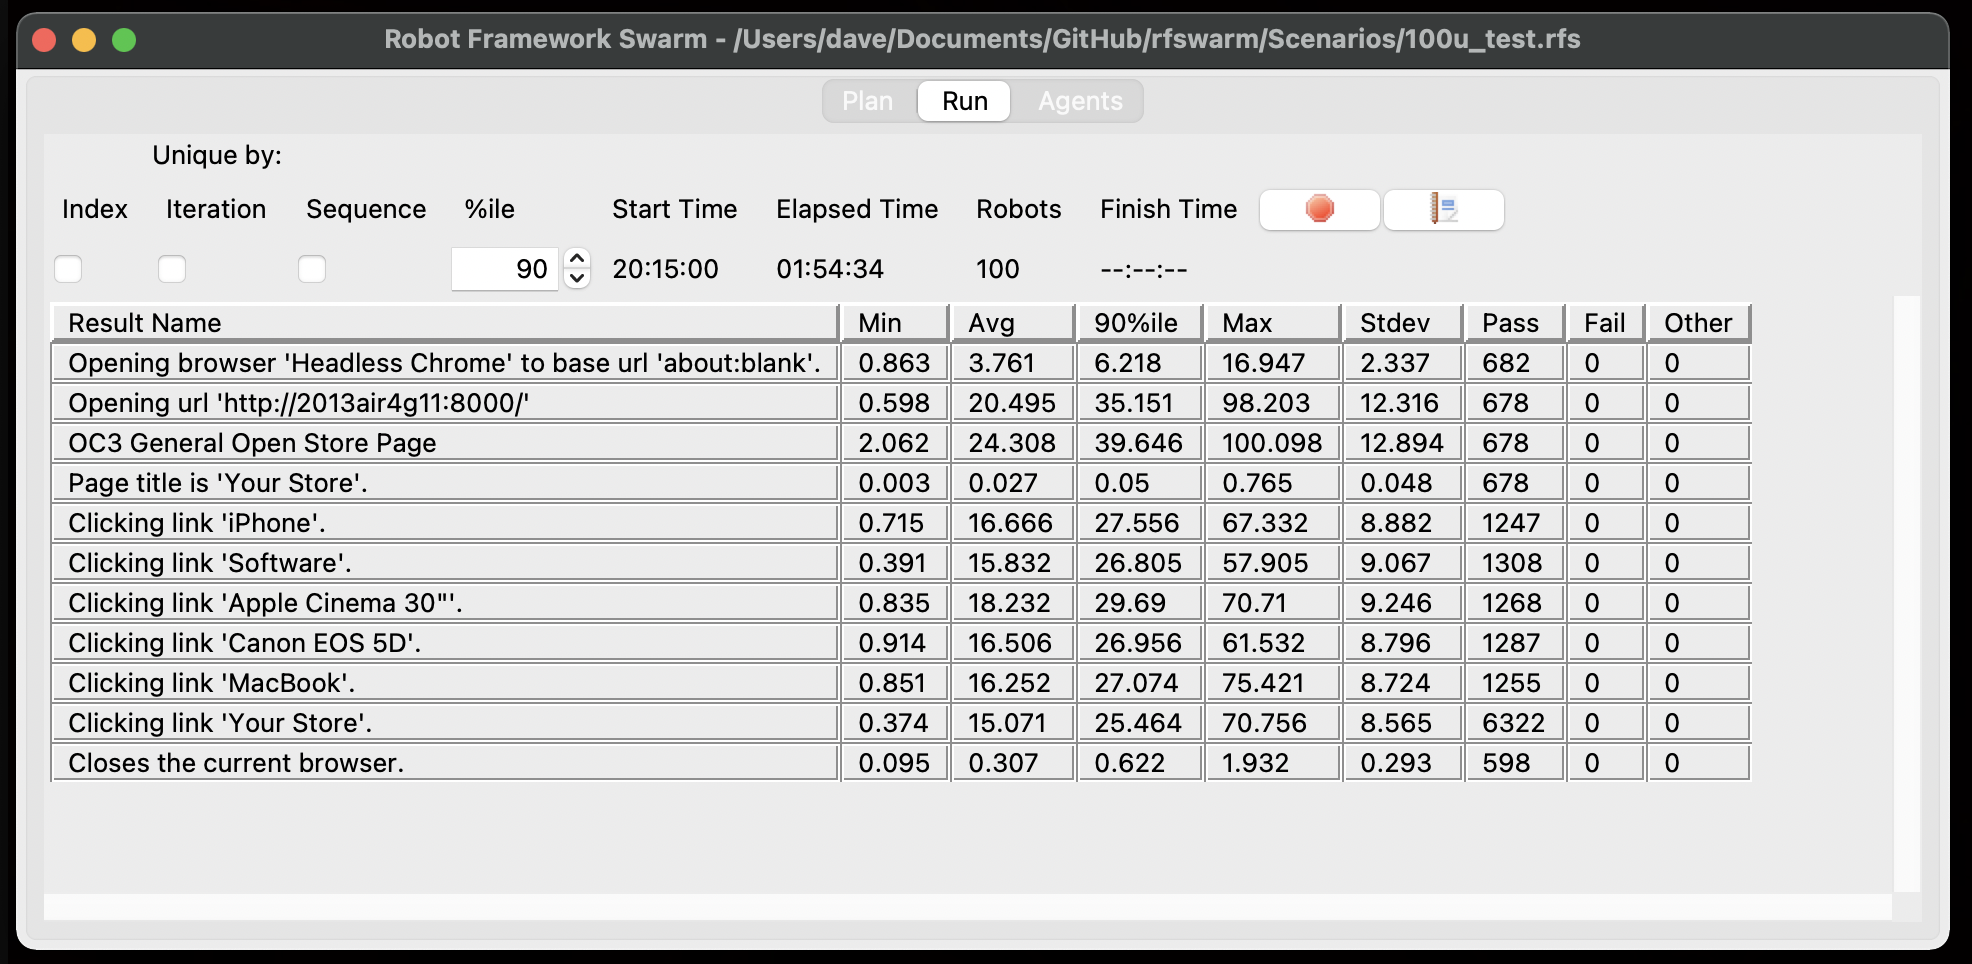 Robot Framework Swarm - /Users/dave/Documents/GitHub/rfswarm/Scenarios/100u_test.rfs
Plan Run Agents
Unique by:
Index Iteration Sequence %ile Start Time Elapsed Time Robots Finish Time
90 20:15:00 01:54:34 100 --:--:--
Result Name Min Avg 90%ile Max Stdev Pass Fail Other
Opening browser 'Headless Chrome' to base url 'about:blank'. 0.863 3.761 6.218 16.947 2.337 682 0 0
Opening url 'http://2013air4g11:8000/' 0.598 20.495 35.151 98.203 12.316 678 0 0
OC3 General Open Store Page 2.062 24.308 39.646 100.098 12.894 678 0 0
Page title is 'Your Store'. 0.003 0.027 0.05 0.765 0.048 678 0 0
Clicking link 'iPhone'. 0.715 16.666 27.556 67.332 8.882 1247 0 0
Clicking link 'Software'. 0.391 15.832 26.805 57.905 9.067 1308 0 0
Clicking link 'Apple Cinema 30"'. 0.835 18.232 29.69 70.71 9.246 1268 0 0
Clicking link 'Canon EOS 5D'. 0.914 16.506 26.956 61.532 8.796 1287 0 0
Clicking link 'MacBook'. 0.851 16.252 27.074 75.421 8.724 1255 0 0
Clicking link 'Your Store'. 0.374 15.071 25.464 70.756 8.565 6322 0 0
Closes the current browser. 0.095 0.307 0.622 1.932 0.293 598 0 0